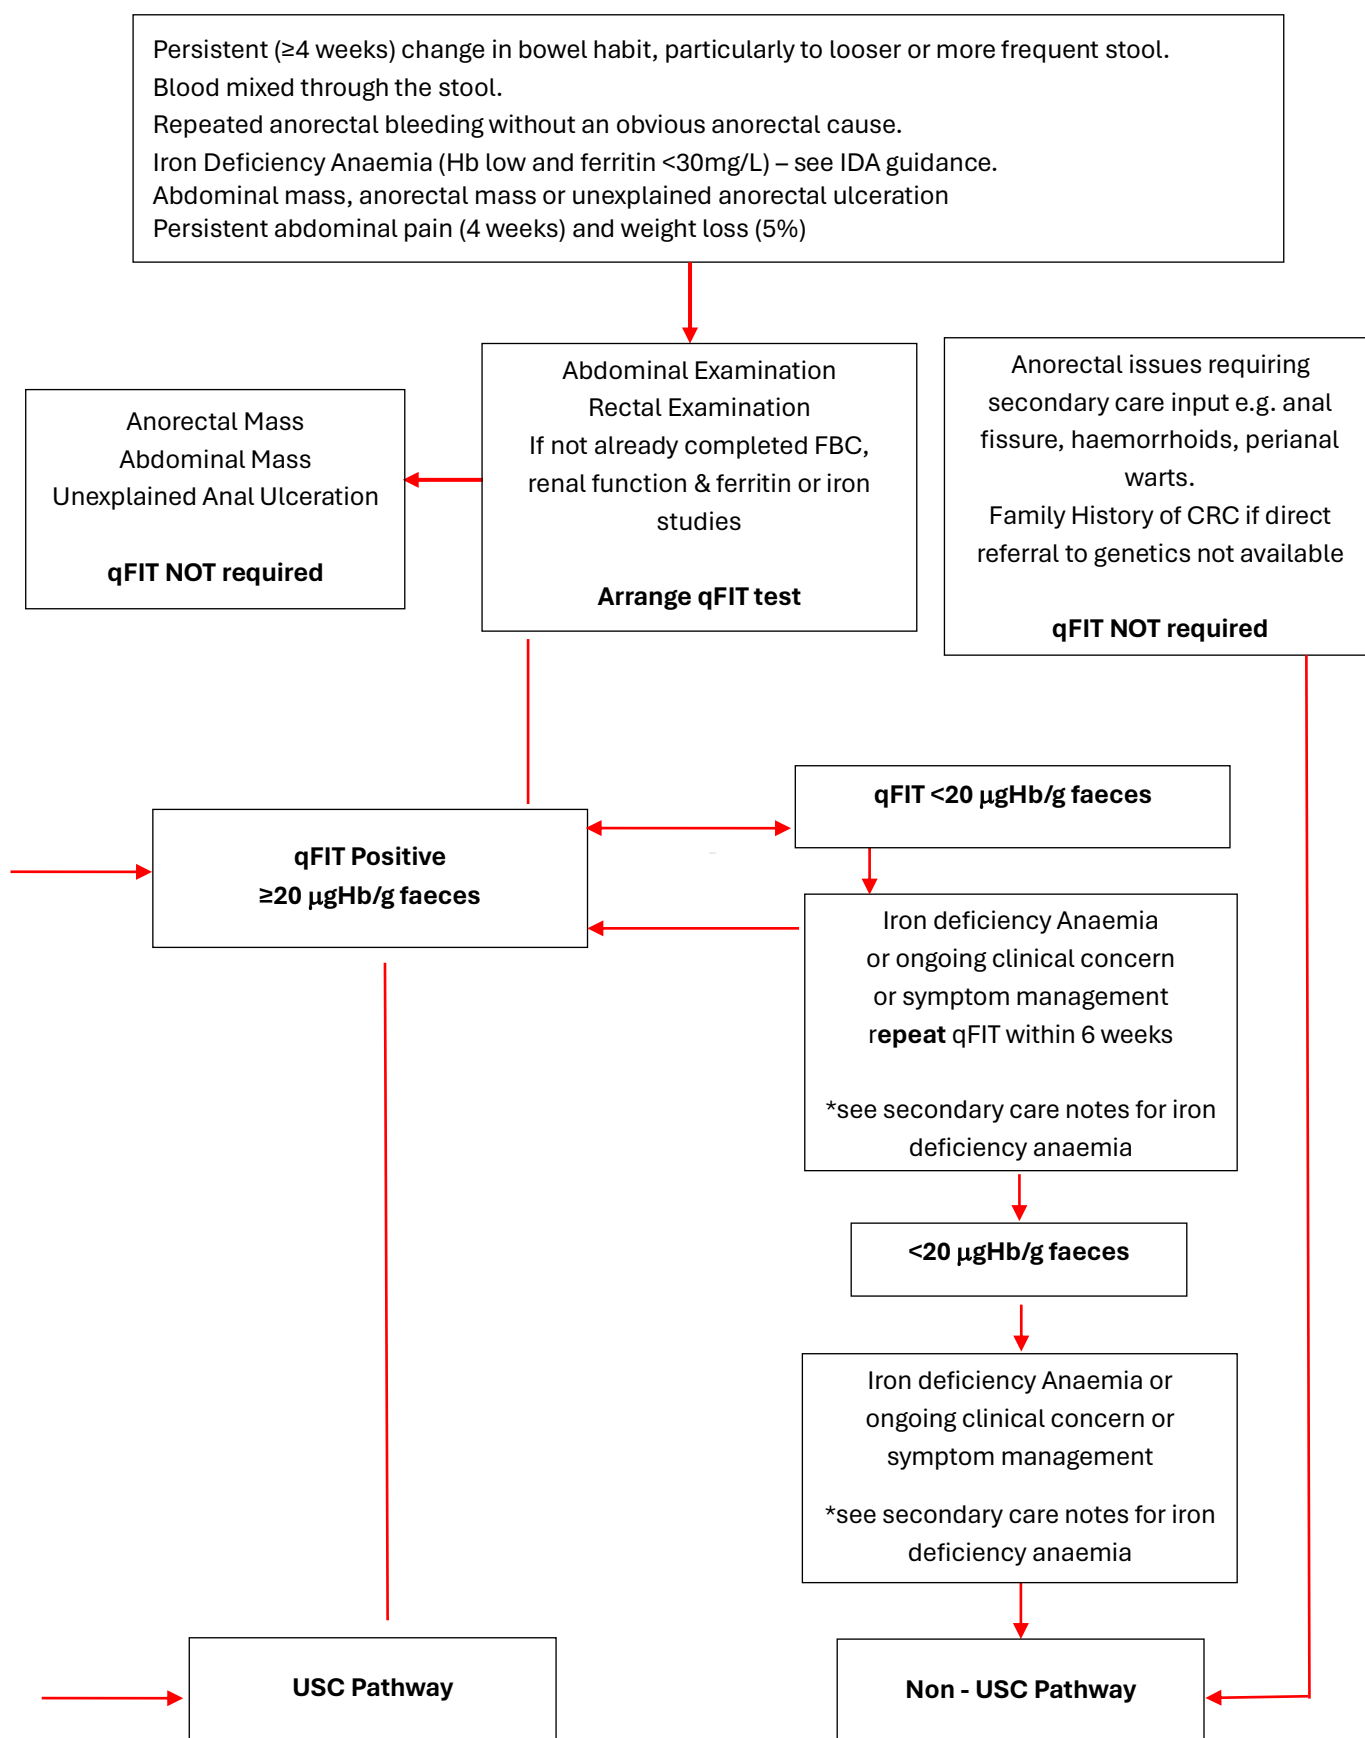 Persistent (≥4 weeks) change in bowel habit, particularly to looser or more frequent stool.
Blood mixed through the stool.
Repeated anorectal bleeding without an obvious anorectal cause.
Iron Deficiency Anaemia (Hb low and ferritin <30mg/L) – see IDA guidance.
Abdominal mass, anorectal mass or unexplained anorectal ulceration
Persistent abdominal pain (4 weeks) and weight loss (5%)
Anorectal Mass
Abdominal Mass
Unexplained Anal Ulceration
qFIT NOT required
Abdominal Examination
Rectal Examination
If not already completed FBC,
renal function & ferritin or iron
studies
Arrange qFIT test
Anorectal issues requiring
secondary care input e.g. anal
fissure, haemorrhoids, perianal
warts.
Family History of CRC if direct
referral to genetics not available
qFIT NOT required
qFIT Positive
≥20 µgHb/g faeces
qFIT <20 µgHb/g faeces
Iron deficiency Anaemia
or ongoing clinical concern
or symptom management
repeat qFIT within 6 weeks
*see secondary care notes for iron
deficiency anaemia
<20 µgHb/g faeces
Iron deficiency Anaemia or
ongoing clinical concern or
symptom management
*see secondary care notes for iron
deficiency anaemia
USC Pathway
Non - USC Pathway